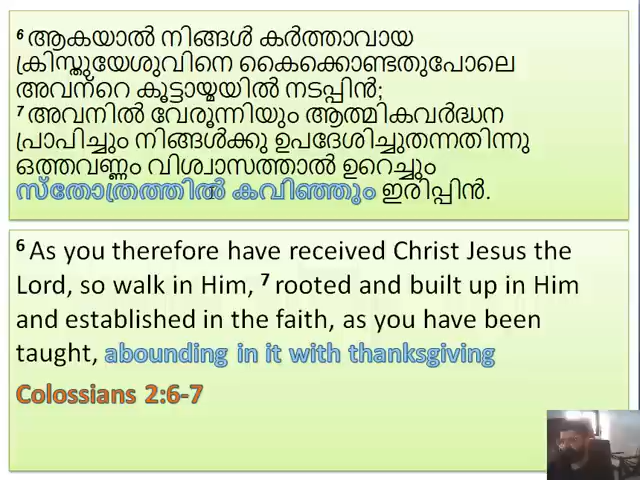 ⁶ ആകയാൽ നിങ്ങൾ കർത്താവായ
ക്രിസ്തുയേശുവിനെ കൈക്കൊണ്ടതുപോലെ
അവന്റെ കൂട്ടായ്മയിൽ നടപ്പിൻ;
⁷ അവനിൽ വേരൂന്നിയും ആത്മികവർദ്ധന
പ്രാപിച്ചും നിങ്ങൾക്കു ഉപദേശിച്ചുതന്നതിന്നു
ഒത്തവണ്ണം വിശ്വാസത്താൽ ഉറെച്ചും
സ്തോത്രത്തിൽ കവിഞ്ഞും ഇരിപ്പിൻ.
⁶ As you therefore have received Christ Jesus the
Lord, so walk in Him, ⁷ rooted and built up in Him
and established in the faith, as you have been
taught, abounding in it with thanksgiving
Colossians 2:6-7